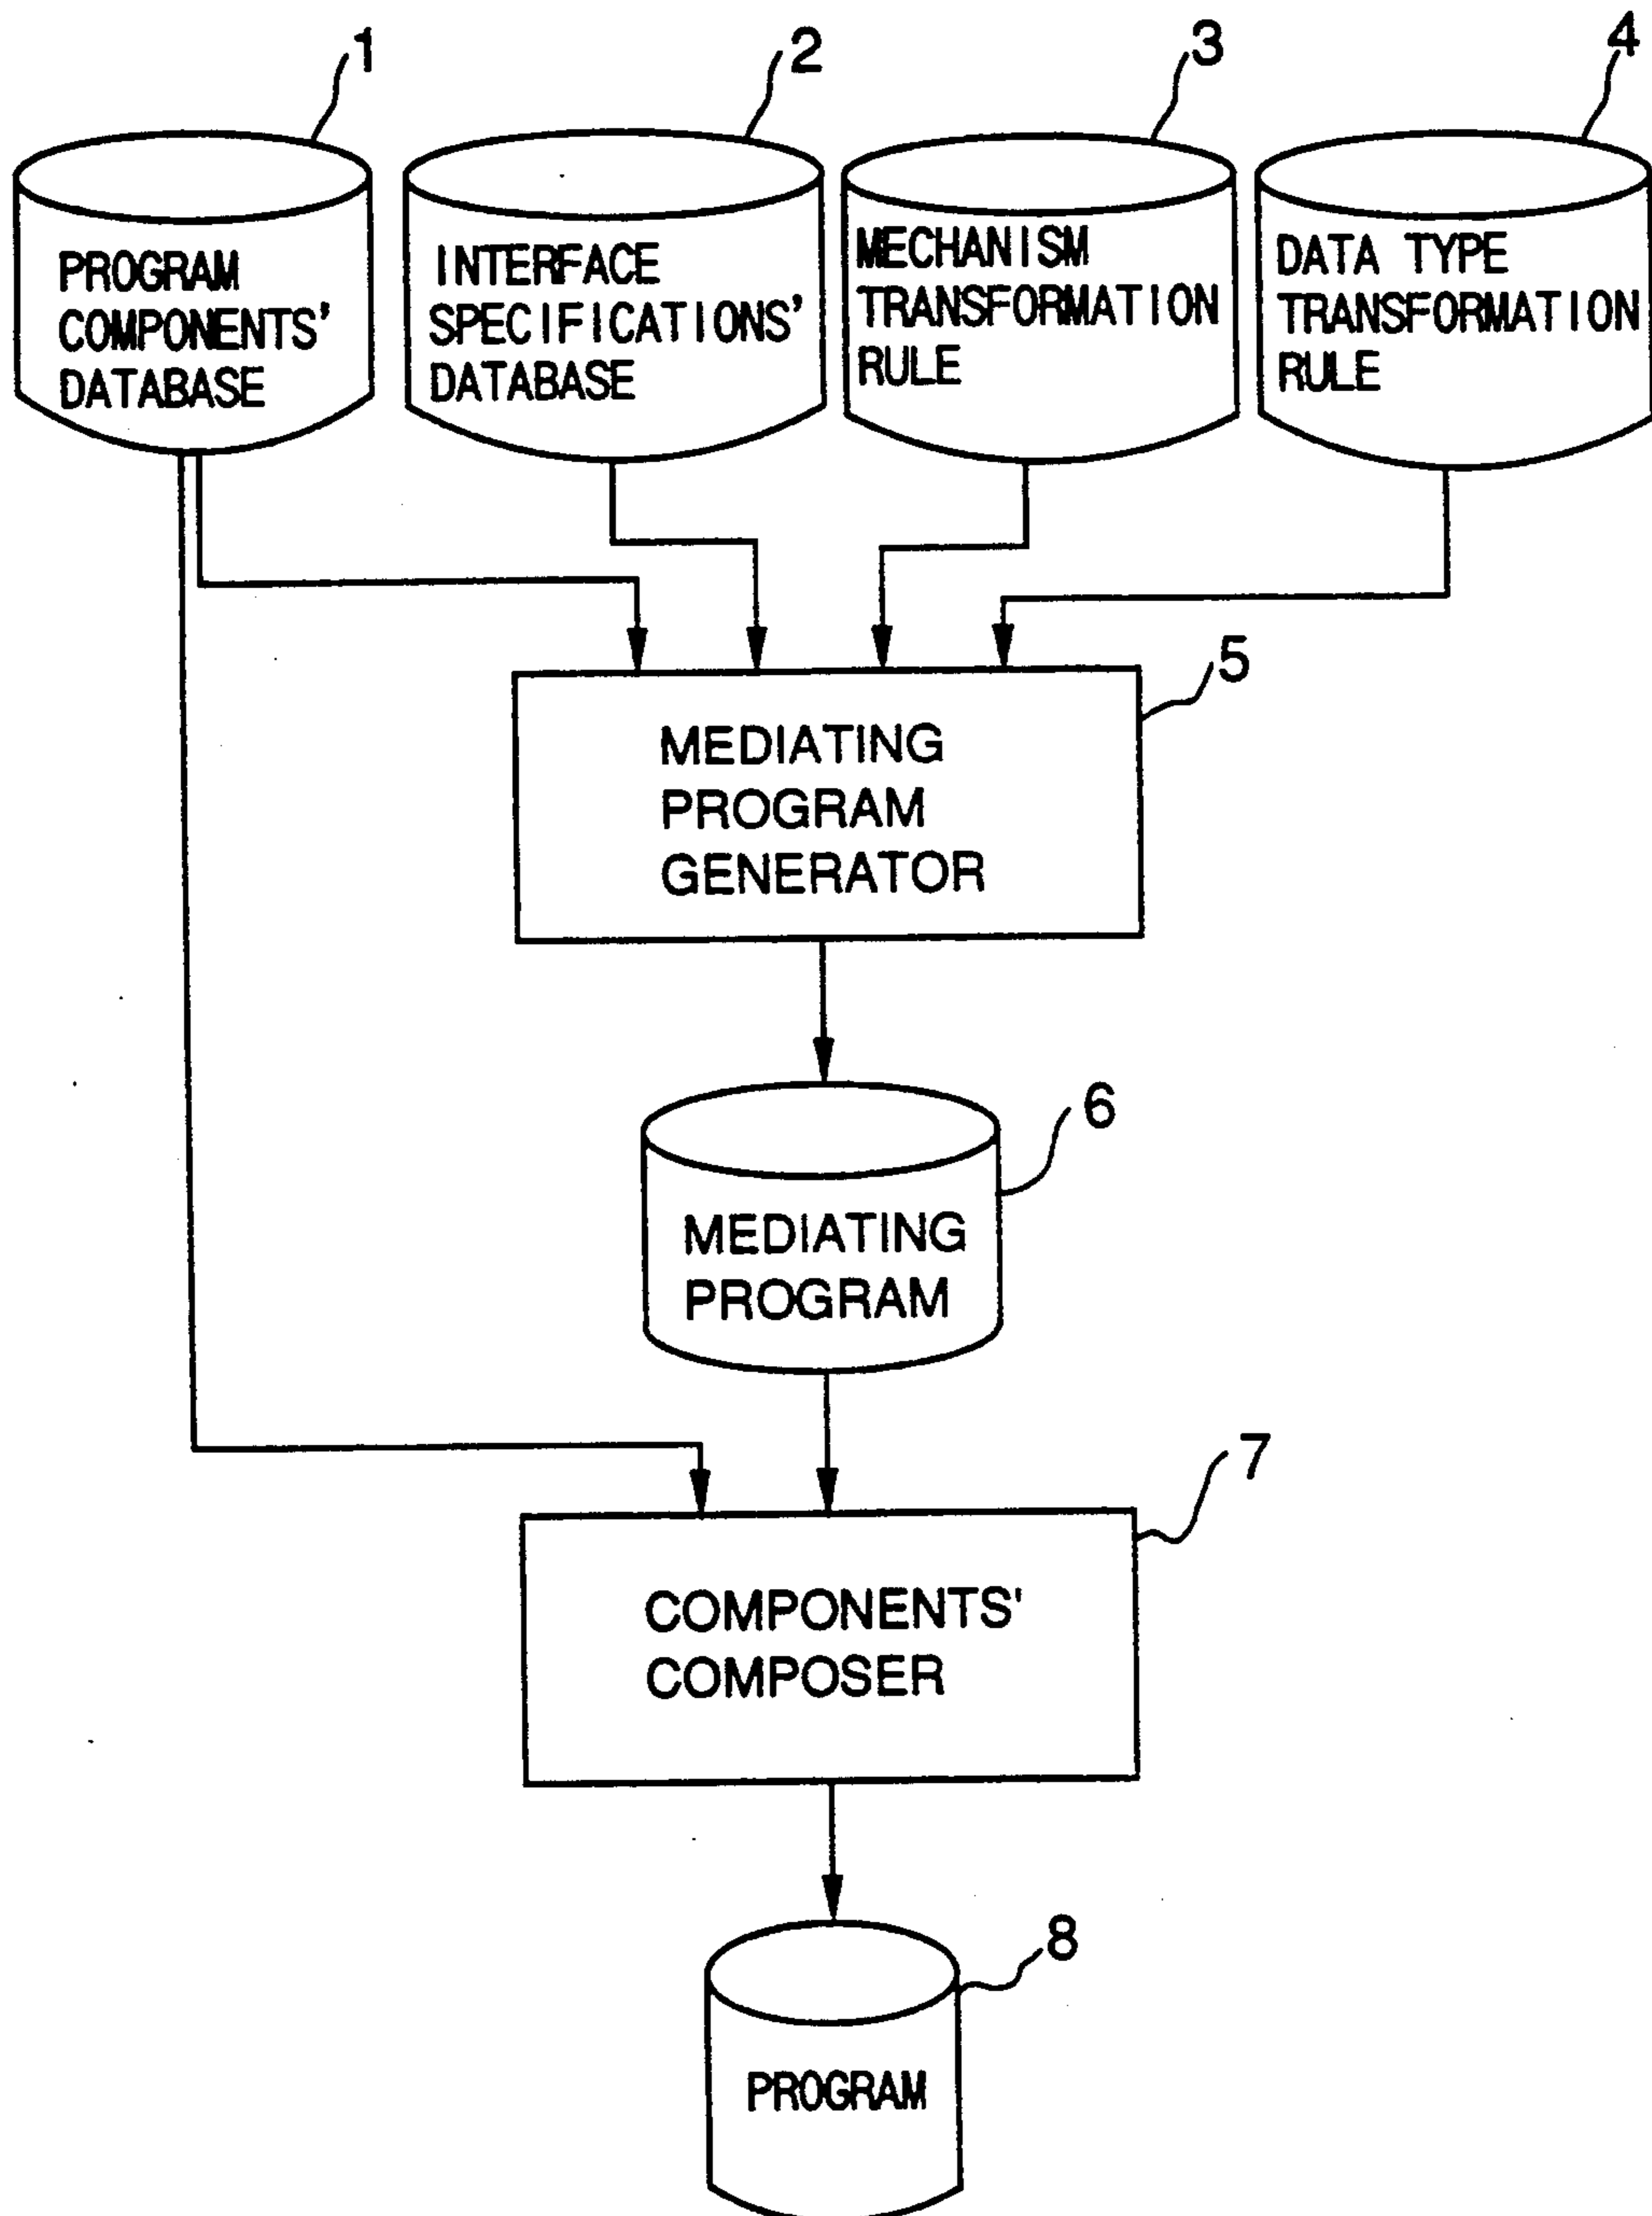 1
2
3
4
PROGRAM
COMPONENTS'
DATABASE
INTERFACE
SPECIFICATIONS'
DATABASE
MECHANISM
TRANSFORMATION
RULE
DATA TYPE
TRANSFORMATION
RULE
5
MEDIATING
PROGRAM
GENERATOR
6
MEDIATING
PROGRAM
7
COMPONENTS'
COMPOSER
8
PROGRAM